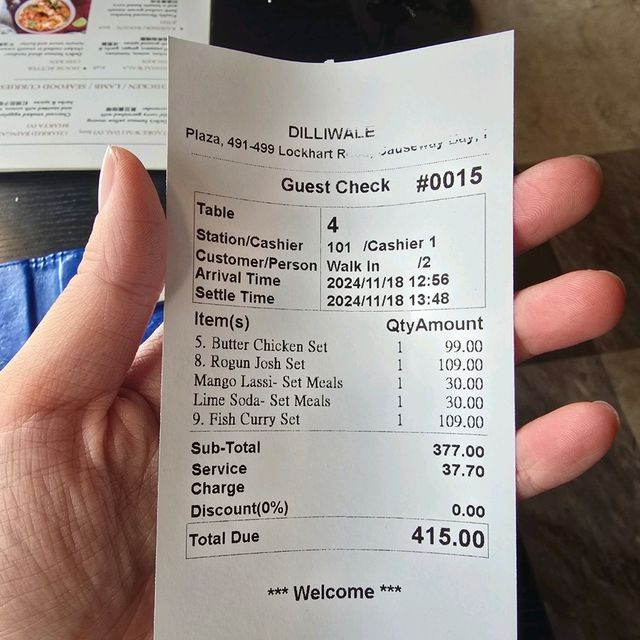 DILLIWALE
Plaza, 491-499 Lockhart Causeway Bay,
Guest Check #0015
Table 4
Station/Cashier 101 /Cashier 1
Customer/Person Walk In /2
Arrival Time 2024/11/18 12:56
Settle Time 2024/11/18 13:48
Item(s) QtyAmount
5. Butter Chicken Set 1 99.00
8. Rogun Josh Set 1 109.00
Mango Lassi- Set Meals 1 30.00
Lime Soda- Set Meals 1 30.00
9. Fish Curry Set 1 109.00
Sub-Total 377.00
Service 37.70
Charge
Discount(0%) 0.00
Total Due 415.00
*** Welcome ***
SEAFOOD CURRIES